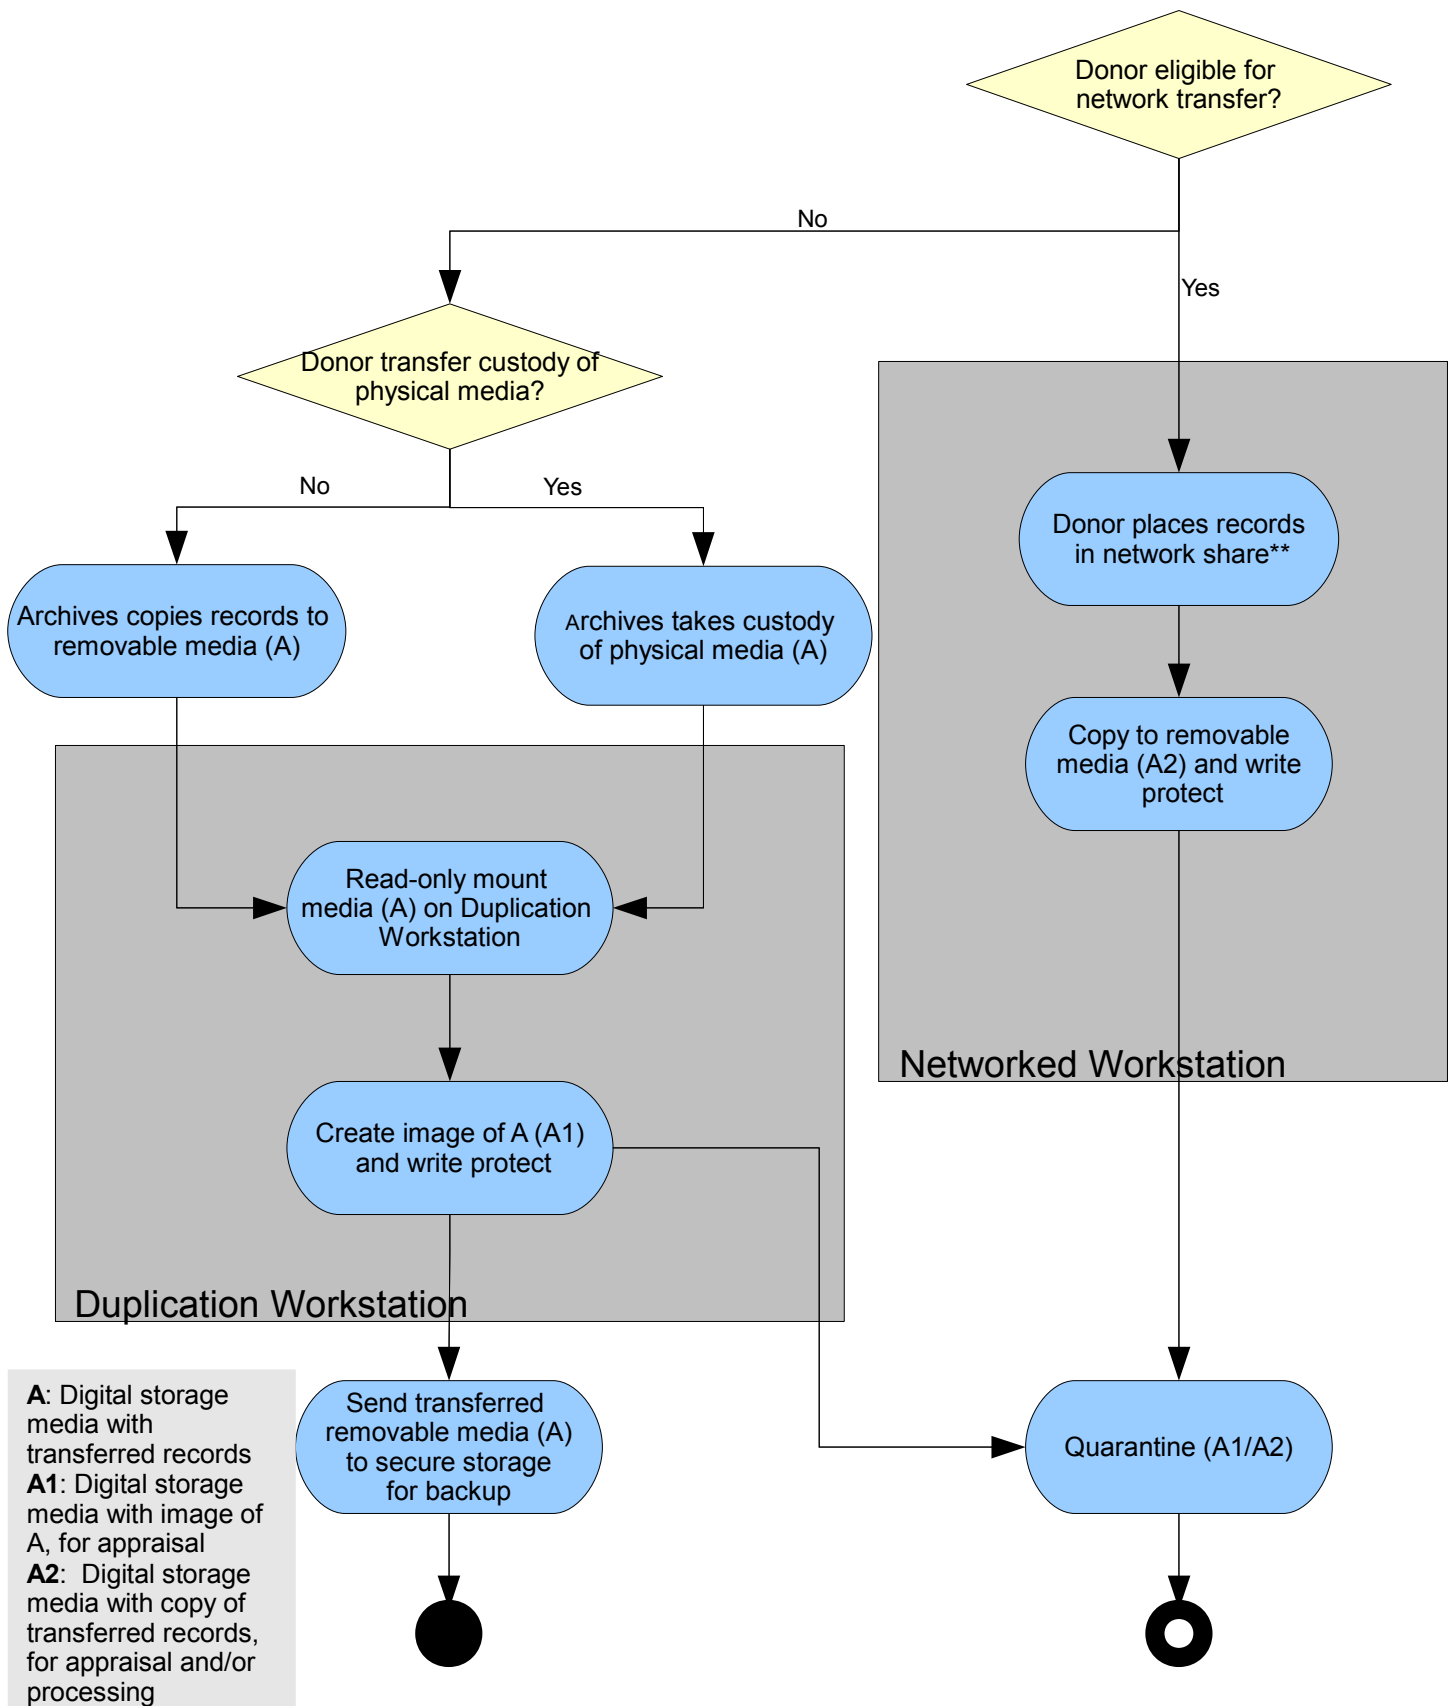 Donor eligible for
network transfer?
No
Yes
Donor transfer custody of
physical media?
No
Yes
Donor places records
in network share**
Archives copies records to
removable media (A)
Archives takes custody
of physical media (A)
Copy to removable
media (A2) and write
protect
Read-only mount
media (A) on Duplication
Workstation
Networked Workstation
Create image of A (A1)
and write protect
Duplication Workstation
A: Digital storage
media with
transferred records
A1: Digital storage
media with image of
A, for appraisal
A2:  Digital storage
media with copy of
transferred records,
for appraisal and/or
processing
Send transferred
removable media (A)
to secure storage
for backup
Quarantine (A1/A2)